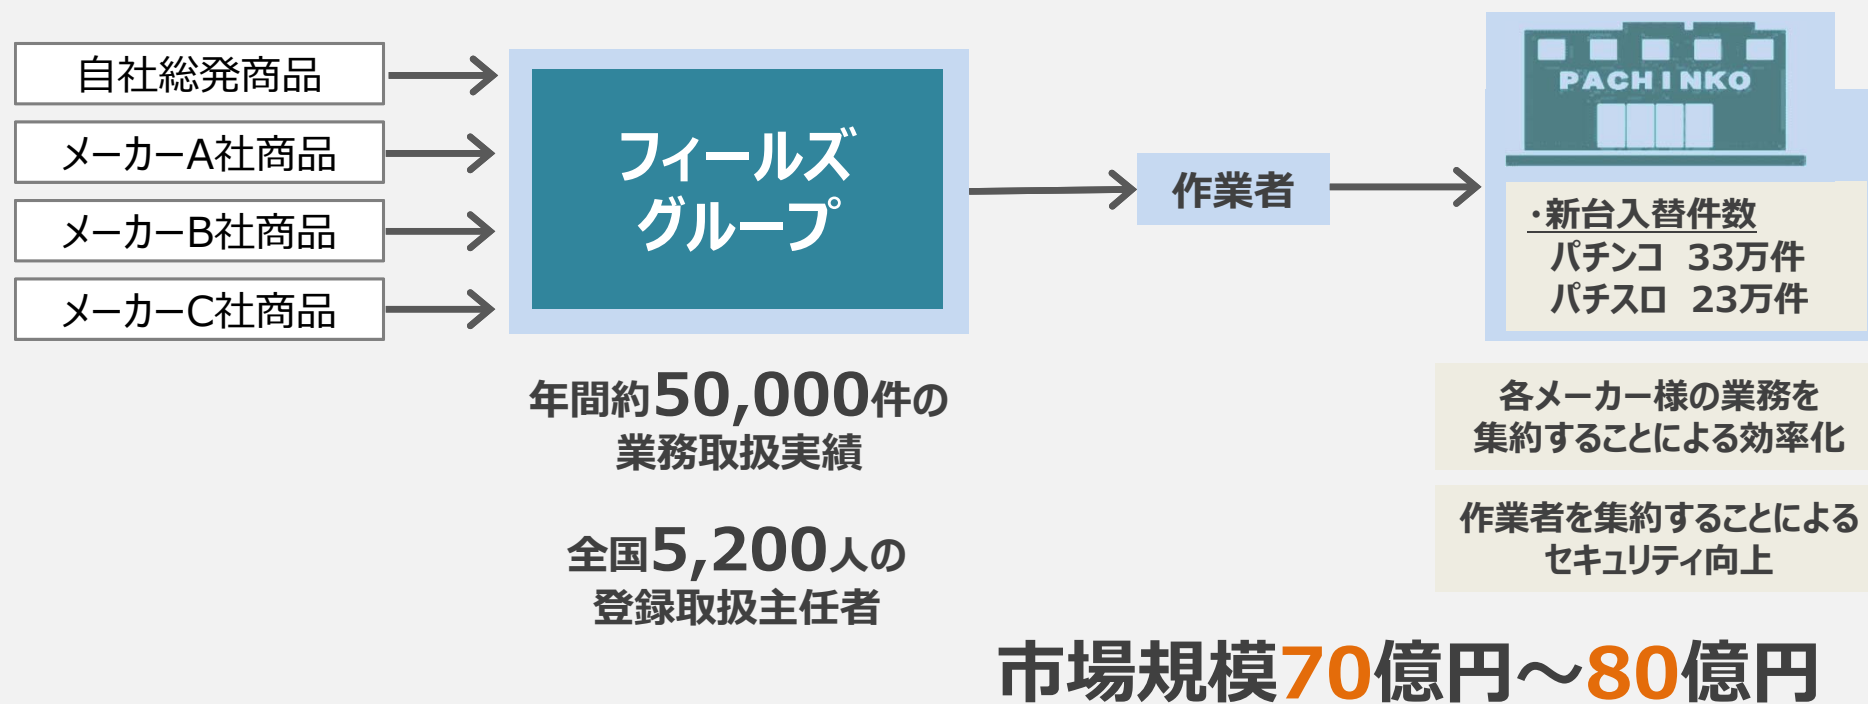 自社総発商品
メーカーA社商品
メーカーB社商品
メーカーC社商品
フィールズ
グループ
年間約50,000件の
業務取扱実績
全国5,200人の
登録取扱主任者
作業者
PACHINKO
・新台入替件数
パチンコ 33万件
パチスロ 23万件
各メーカー様の業務を
集約することによる効率化
作業者を集約することによる
セキュリティ向上
市場規模70億円～80億円